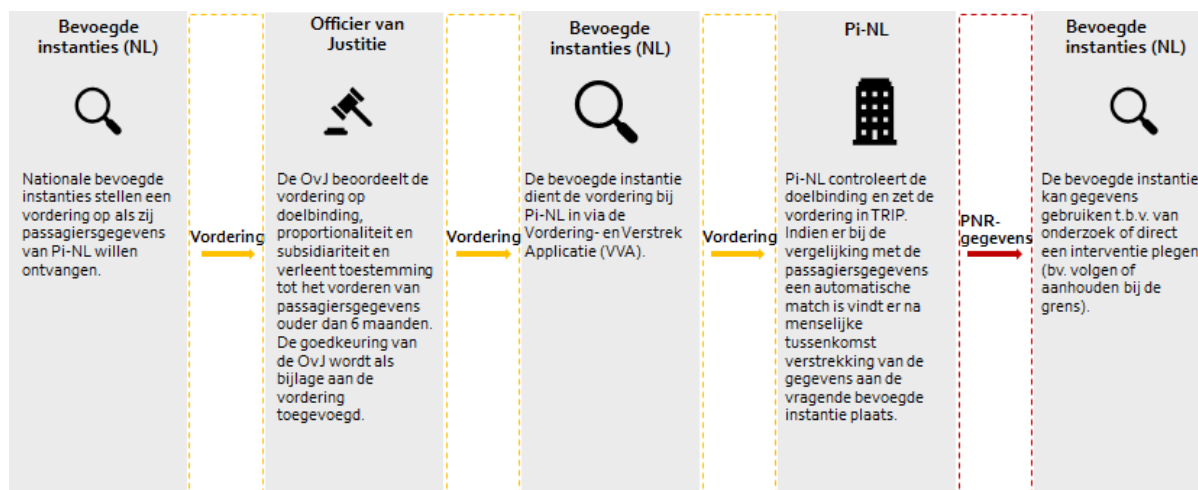 Bevoegde
instanties (NL)
Nationale bevoegde
instanties stellen een
vordering op als zij
passagiersgegevens
van Pi-NL willen
ontvangen.
Vordering
Officier van
Justitie
De OvJ beoordeelt de
vordering op
doelbinding,
proportionaliteit en
subsidiariteit en
verleent toestemming
tot het vorderen van
passagiersgegevens
ouder dan 6 maanden.
De goedkeuring van
de OvJ wordt als
bijlage aan de
vordering
toegevoegd.
Vordering
Bevoegde
instanties (NL)
De bevoegde instantie
dient de vordering bij
Pi-NL in via de
Vordering- en Verstrek
Applicatie (VVA).
Vordering
Pi-NL
Pi-NL controleert de
doelbinding en zet de
vordering in TRIP.
Indien er bij de
vergelijking met de
passagiersgegevens
een automatische
match is vindt er na
menselijke
tussenkomst
verstrekking van de
gegevens aan de
vragende bevoegde
instantie plaats.
PNR-
gegevens
Bevoegde
instanties (NL)
De bevoegde instantie
kan gegevens
gebruiken t.b.v. van
onderzoek of direct
een interventie plegen
(bv. volgen of
aanhouden bij de
grens).